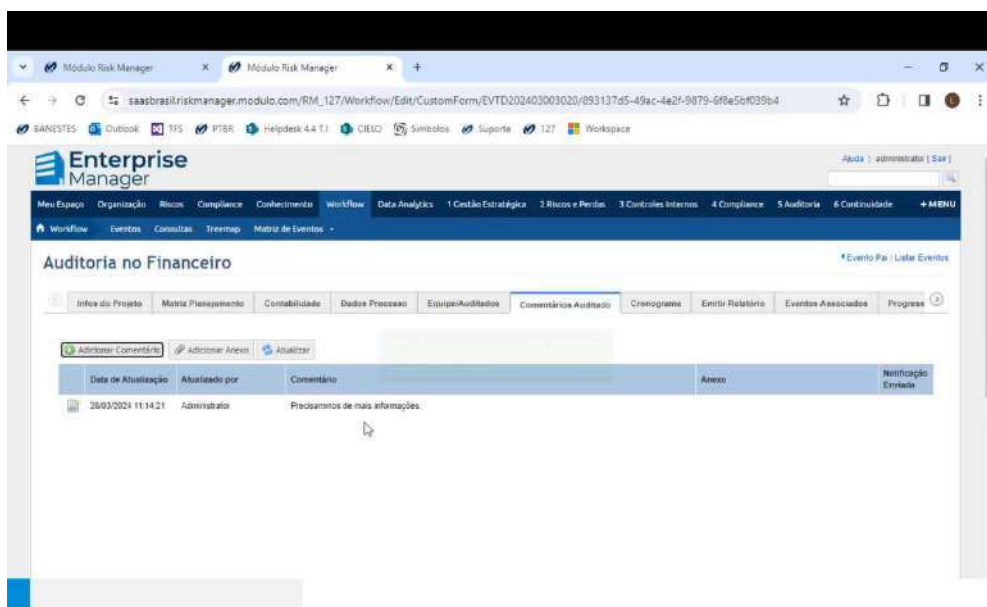 Módulo Risk Manager
Módulo Risk Manager
saasbrasil.riskmanager.modulo.com/RM_127/Workflow/Edit/CustomForm/EVTD202403003020/893137d5-49ac-4e2f-9879-6f8e5bf039b4
BANESTES Outlook TFS PTBR Helpdesk 4.4 T.I CIELO Símbolos Suporte 127 Workspace
Enterprise
Manager
Ajuda | administrator [ Sair ]
Meu Espaço Organização Riscos Compliance Conhecimento Workflow Data Analytics 1 Gestão Estratégica 2 Riscos e Perdas 3 Controles Internos 4 Compliance 5 Auditoria 6 Continuidade + MENU
Workflow Eventos Consultas Treemap Matriz de Eventos
Auditoria no Financeiro
Evento Pai | Listar Eventos
Infos do Projeto Matriz Planejamento Contabilidade Dados Processo Equipe/Auditados Comentários Auditado Cronograma Emitir Relatório Eventos Associados Progress
Adicionar Comentário Adicionar Anexo Atualizar
Data de Atualização Atualizado por Comentário Anexo Notificação
Enviada
28/03/2024 11:14:21 Administrator Precisamnos de mais informações.